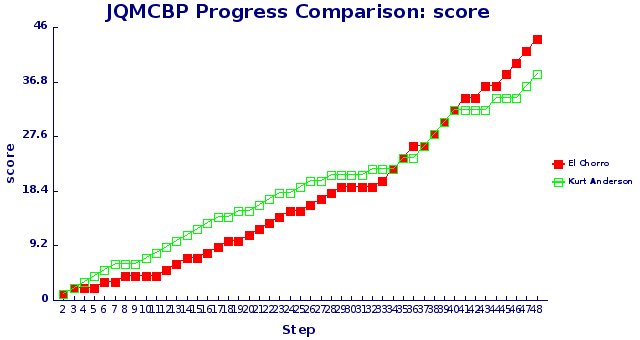 JQMCBP Progress Comparison: score
46
36.8
27.6
18.4
9.2
0
score
2 3 4 5 6 7 8 9 10 11 12 13 14 15 16 17 18 19 20 21 22 23 24 25 26 27 28 29 30 31 32 33 34 35 36 37 38 39 40 41 42 43 44 45 46 47 48
Step
El Chorro
Kurt Anderson